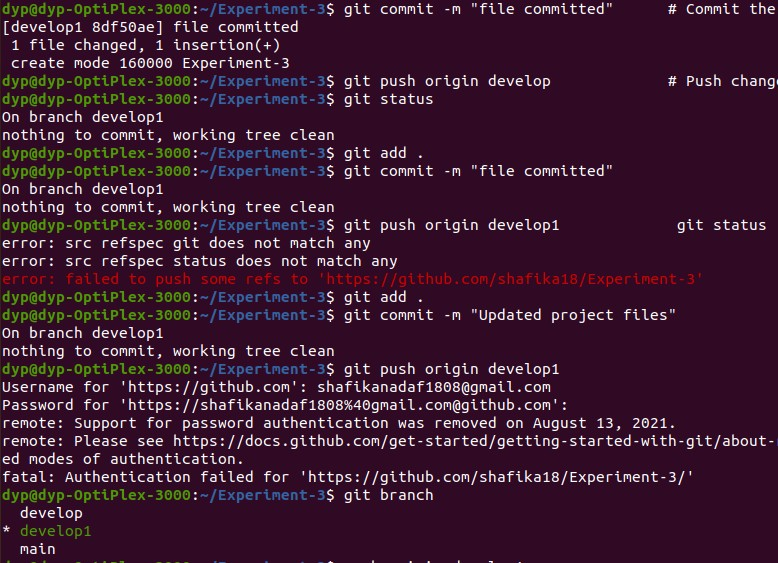 dyp@dyp-OptiPlex-3000:~/Experiment-3$ git commit -m "file committed"      # Commit the
[develop1 8df50ae] file committed
 1 file changed, 1 insertion(+)
 create mode 160000 Experiment-3
dyp@dyp-OptiPlex-3000:~/Experiment-3$ git push origin develop             # Push chang
dyp@dyp-OptiPlex-3000:~/Experiment-3$ git status
On branch develop1
nothing to commit, working tree clean
dyp@dyp-OptiPlex-3000:~/Experiment-3$ git add .
dyp@dyp-OptiPlex-3000:~/Experiment-3$ git commit -m "file committed"
On branch develop1
nothing to commit, working tree clean
dyp@dyp-OptiPlex-3000:~/Experiment-3$ git push origin develop1             git status
error: src refspec git does not match any
error: src refspec status does not match any
error: failed to push some refs to 'https://github.com/shafika18/Experiment-3'
dyp@dyp-OptiPlex-3000:~/Experiment-3$ git add .
dyp@dyp-OptiPlex-3000:~/Experiment-3$ git commit -m "Updated project files"
On branch develop1
nothing to commit, working tree clean
dyp@dyp-OptiPlex-3000:~/Experiment-3$ git push origin develop1
Username for 'https://github.com': shafikanadaf1808@gmail.com
Password for 'https://shafikanadaf1808%40gmail.com@github.com':
remote: Support for password authentication was removed on August 13, 2021.
remote: Please see https://docs.github.com/get-started/getting-started-with-git/about-
ed modes of authentication.
fatal: Authentication failed for 'https://github.com/shafika18/Experiment-3/'
dyp@dyp-OptiPlex-3000:~/Experiment-3$ git branch
  develop
* develop1
  main